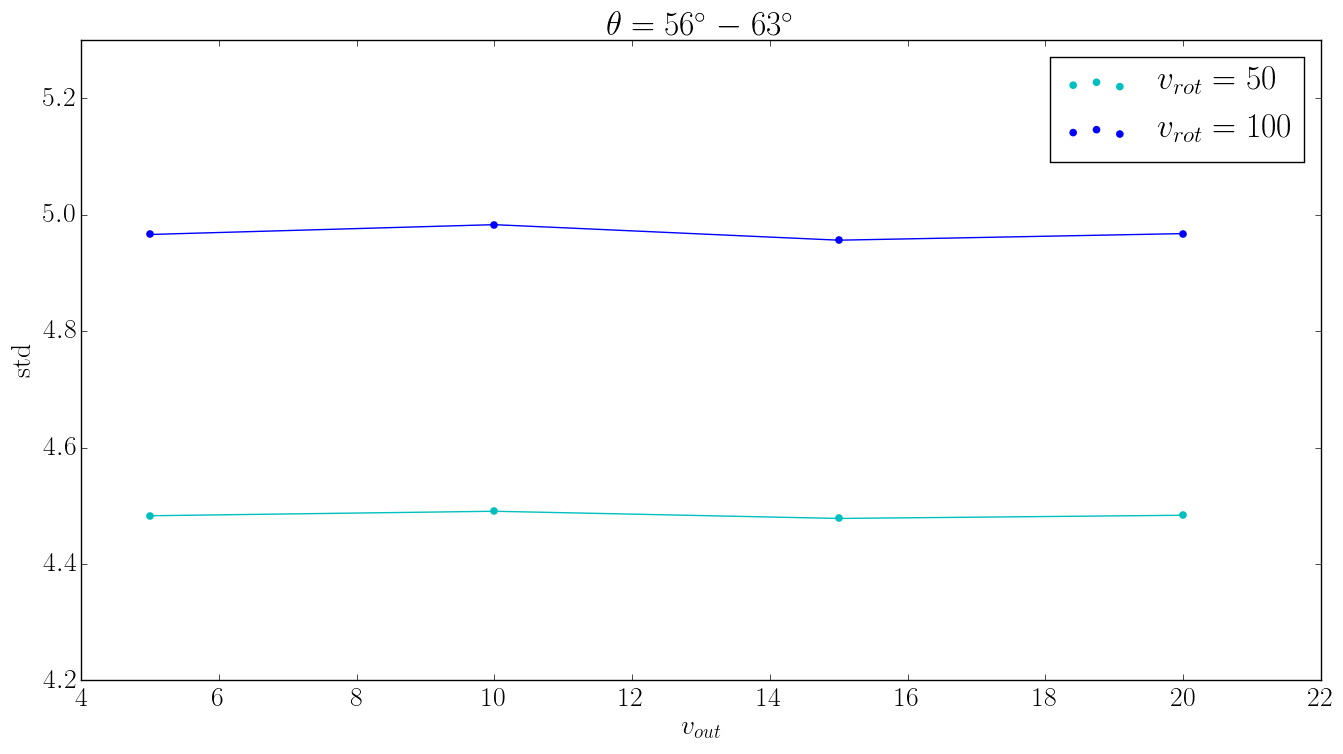 θ = 56° − 63°
v_rot = 50
v_rot = 100
5.2
5.0
4.8
4.6
4.4
4.2
std
4 6 8 10 12 14 16 18 20 22
v_out